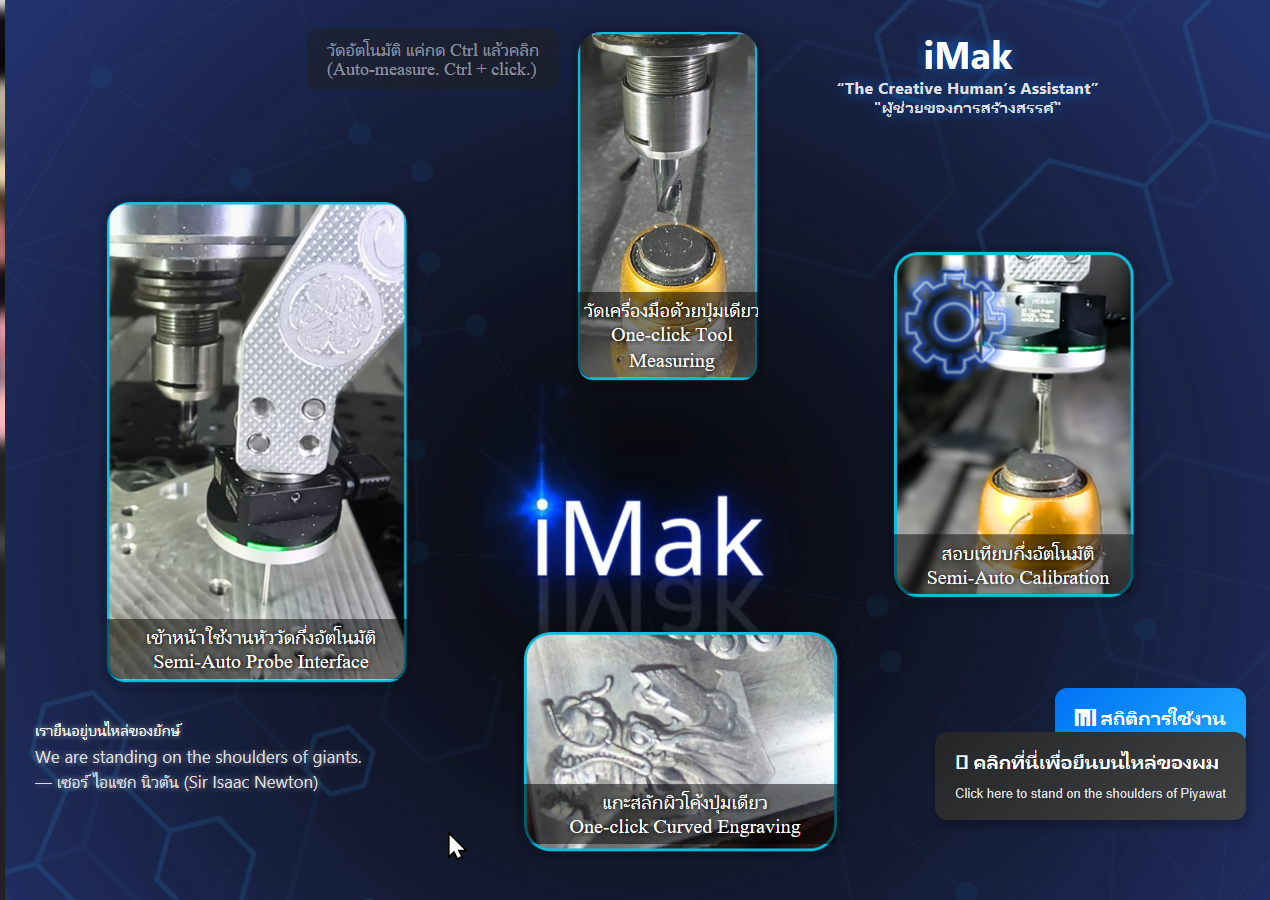 วัดอัตโนมัติ แค่กด Ctrl แล้วคลิก
(Auto-measure. Ctrl + click.)
iMak
“The Creative Human’s Assistant”
"ผู้ช่วยของการสร้างสรรค์"
วัดเครื่องมือด้วยปุ่มเดียว
One-click Tool
Measuring
เข้าหน้าใช้งานหัววัดกึ่งอัตโนมัติ
Semi-Auto Probe Interface
สอบเทียบกึ่งอัตโนมัติ
Semi-Auto Calibration
iMak
แกะสลักผิวโค้งปุ่มเดียว
One-click Curved Engraving
เรายืนอยู่บนไหล่ของยักษ์
We are standing on the shoulders of giants.
— เซอร์ ไอแซก นิวตัน (Sir Isaac Newton)
สถิติการใช้งาน
คลิกที่นี่เพื่อยืนบนไหล่ของผม
Click here to stand on the shoulders of Piyawat